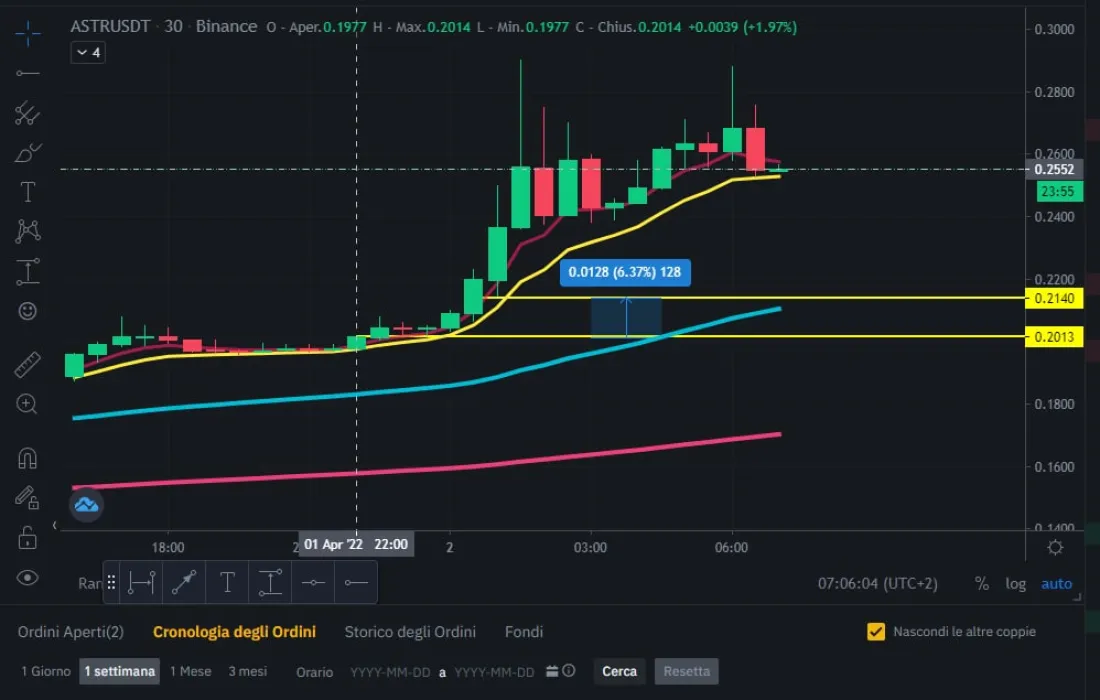 ASTRUSDT · 30 · Binance O - Aper.0.1977 H - Max.0.2014 L - Min.0.1977 C - Chius.0.2014 +0.0039 (+1.97%)
4
0.3000
0.2800
0.2600
0.2552
23:55
0.2400
0.2200
0.0128 (6.37%) 128
0.2140
0.2013
0.1800
0.1600
0.1400
18:00 01 Apr '22 22:00 2 03:00 06:00
T
07:06:04 (UTC+2) % log auto
Ordini Aperti(2) Cronologia degli Ordini Storico degli Ordini Fondi Nascondi le altre coppie
1 Giorno 1 settimana 1 Mese 3 mesi Orario YYYY-MM-DD a YYYY-MM-DD Cerca Resetta